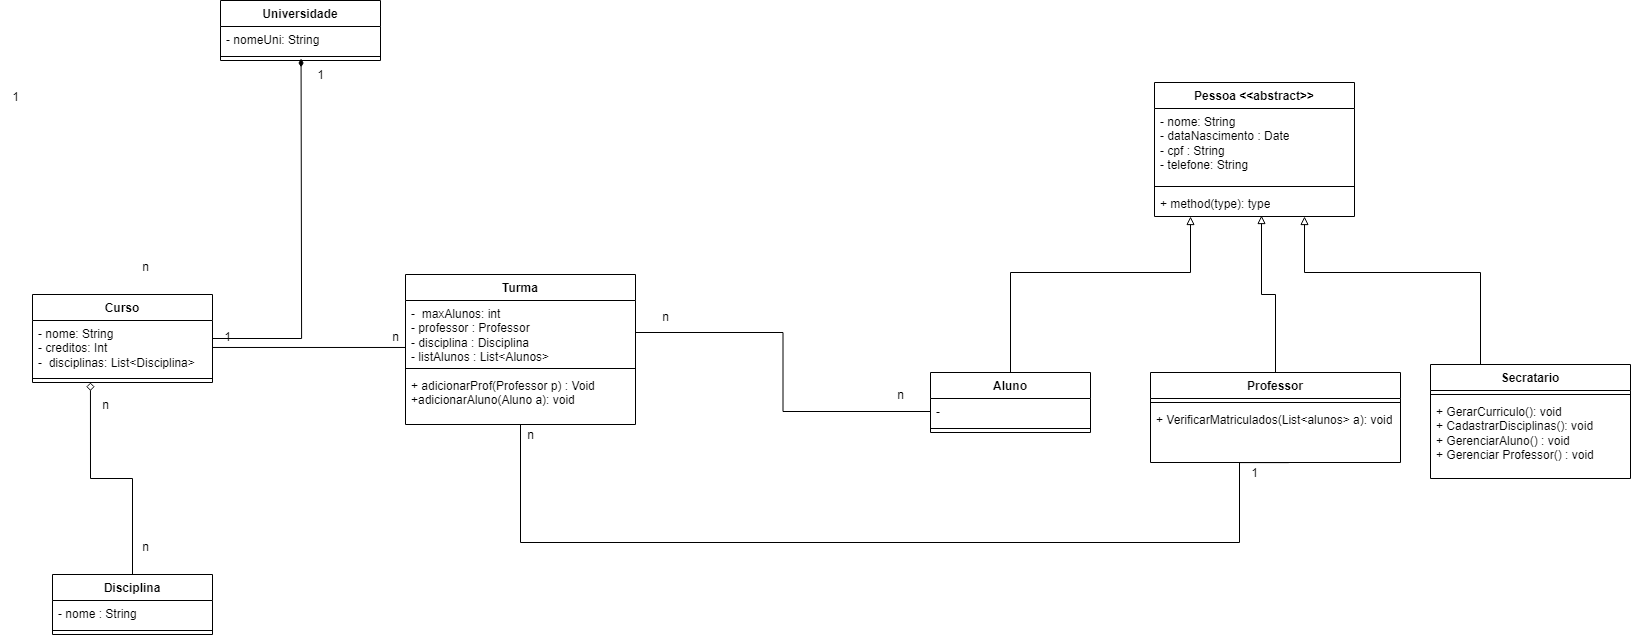 Universidade
- nomeUni: String
1
1
Pessoa <<abstract>>
- nome: String
- dataNascimento : Date
- cpf : String
- telefone: String
+ method(type): type
n
Curso
- nome: String
- creditos: Int
- disciplinas: List<Disciplina>
1
n
n
Turma
- maxAlunos: int
- professor : Professor
- disciplina : Disciplina
- listAlunos : List<Alunos>
+ adicionarProf(Professor p) : Void
+adicionarAluno(Aluno a): void
n
n
n
Aluno
-
Professor
+ VerificarMatriculados(List<alunos> a): void
1
Secratario
+ GerarCurriculo(): void
+ CadastrarDisciplinas(): void
+ GerenciarAluno() : void
+ Gerenciar Professor() : void
n
Disciplina
- nome : String